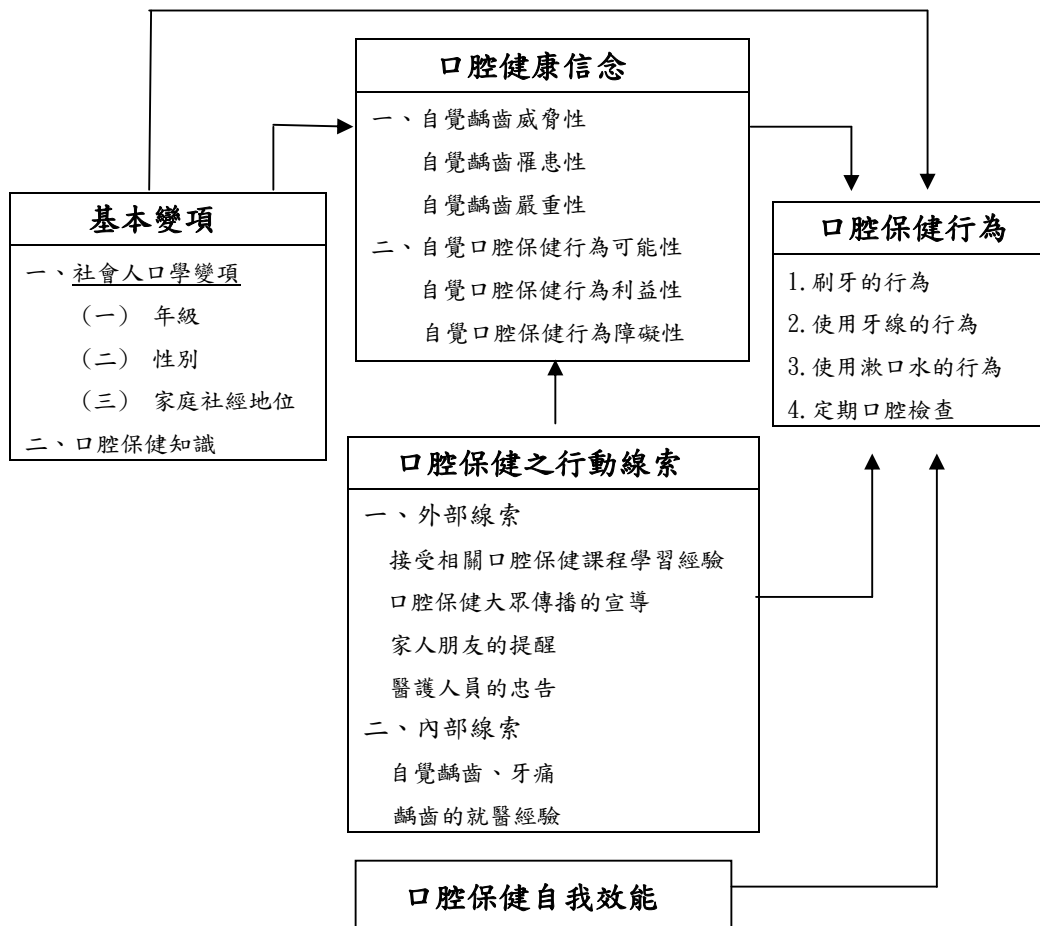 口腔健康信念
一、自覺齲齒威脅性
自覺齲齒罹患性
自覺齲齒嚴重性
二、自覺口腔保健行為可能性
自覺口腔保健行為利益性
自覺口腔保健行為障礙性
基本變項
一、社會人口學變項
(一) 年級
(二) 性別
(三) 家庭社經地位
二、口腔保健知識
口腔保健行為
1.刷牙的行為
2.使用牙線的行為
3.使用漱口水的行為
4.定期口腔檢查
口腔保健之行動線索
一、外部線索
接受相關口腔保健課程學習經驗
口腔保健大眾傳播的宣導
家人朋友的提醒
醫護人員的忠告
二、內部線索
自覺齲齒、牙痛
齲齒的就醫經驗
口腔保健自我效能